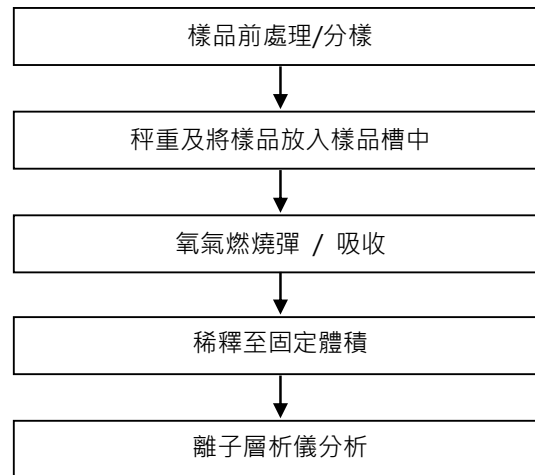 樣品前處理/分樣
秤重及將樣品放入樣品槽中
氧氣燃燒彈 / 吸收
稀釋至固定體積
離子層析儀分析